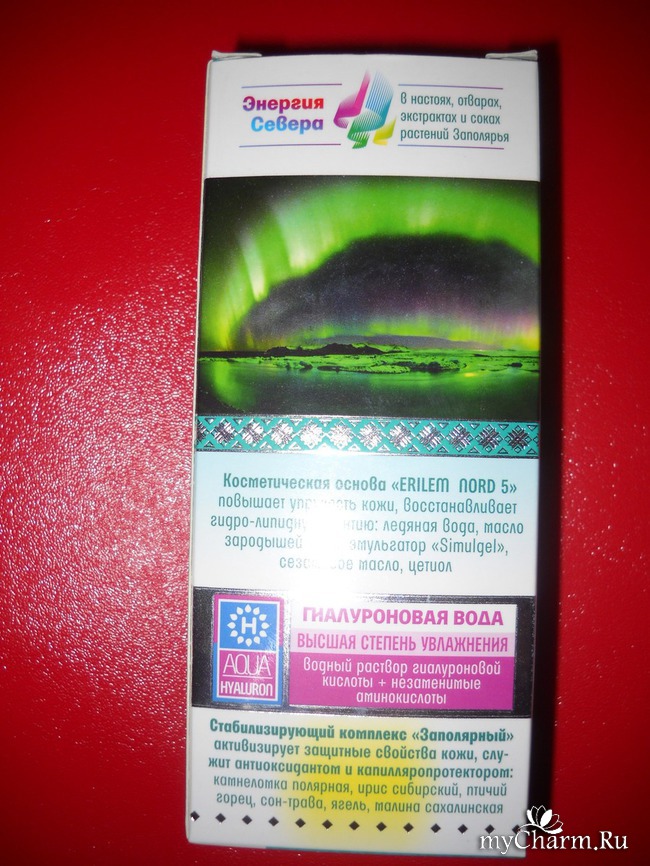 Энергия
Севера
в настоях, отварах,
экстрактах и соках
растений Заполярья
Косметическая основа «ERILEM NORD 5»
повышает кожи, восстанавливает
ледяная вода, масло
зародышей «Simulgel»,
масло, цетиол
H
AQUA
HYALURON
ГИАЛУРОНОВАЯ ВОДА
ВЫСШАЯ СТЕПЕНЬ УВЛАЖНЕНИЯ
водный раствор гиалуроновой
кислоты + незаменимые
аминокислоты
Стабилизирующий комплекс «Заполярный»
активизирует защитные свойства кожи, слу-
жит антиоксидантом и капилляропротектором:
камнеломка полярная, ирис сибирский, птичий
горец, сон-трава, ягель, малина сахалинская
myCharm.Ru